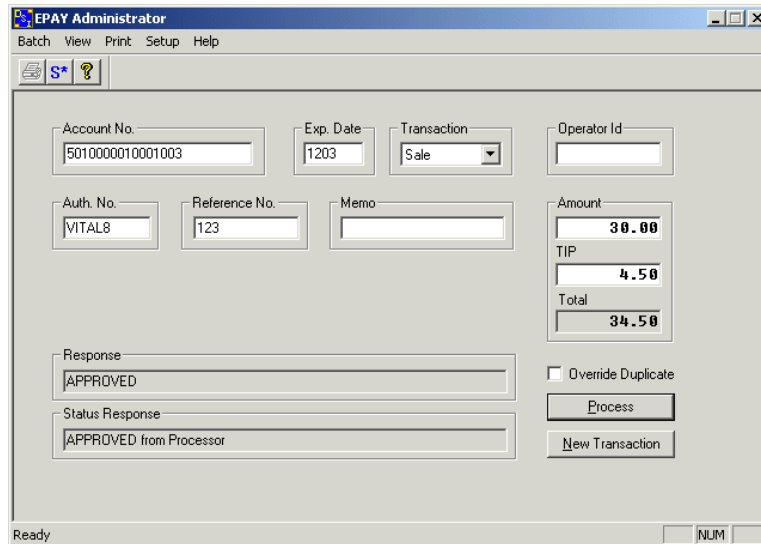 EPAY Administrator
Batch View Print Setup Help
S* ?
Account No. Exp. Date Transaction Operator Id
5010000010001003 1203 Sale
Auth. No. Reference No. Memo Amount
VITAL8 123 30.00
TIP
4.50
Total
34.50
Response
APPROVED
Override Duplicate
Status Response
Process
APPROVED from Processor
New Transaction
Ready NUM